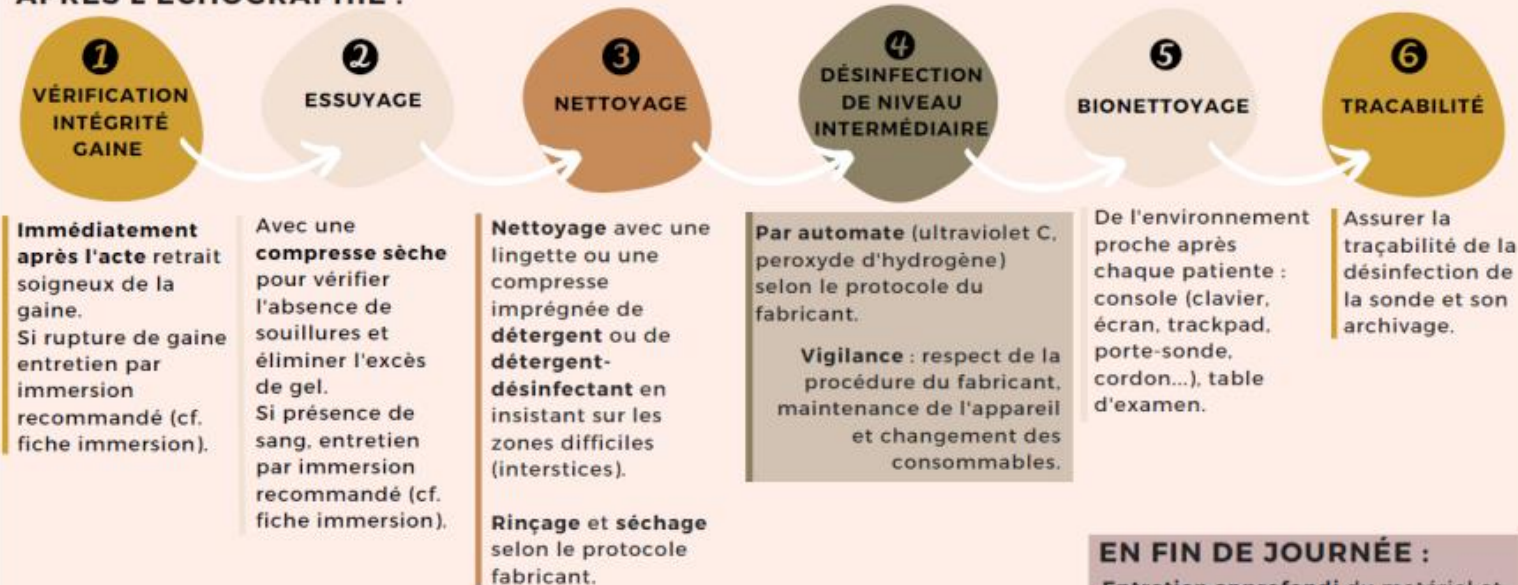 APRÈS L'ÉCHOGRAPHIE :
1
VÉRIFICATION
INTÉGRITÉ
GAINE
Immédiatement
après l'acte retrait
soigneux de la
gaine.
Si rupture de gaine
entretien par
immersion
recommandé (cf.
fiche immersion).
2
ESSUYAGE
Avec une
compresse sèche
pour vérifier
l'absence de
souillures et
éliminer l'excès
de gel.
Si présence de
sang, entretien
par immersion
recommandé (cf.
fiche immersion).
3
NETTOYAGE
Nettoyage avec une
lingette ou une
compresse
imprégnée de
détergent ou de
détergent-
désinfectant en
insistant sur les
zones difficiles
(interstices).
Rinçage et séchage
selon le protocole
fabricant.
4
DÉSINFECTION
DE NIVEAU
INTERMÉDIAIRE
Par automate (ultraviolet C,
peroxyde d'hydrogène)
selon le protocole du
fabricant.
Vigilance : respect de la
procédure du fabricant,
maintenance de l'appareil
et changement des
consommables.
5
BIONETTOYAGE
De l'environnement
proche après
chaque patiente :
console (clavier,
écran, trackpad,
porte-sonde,
cordon...), table
d'examen.
6
TRACABILITÉ
Assurer la
traçabilité de la
désinfection de
la sonde et son
archivage.
EN FIN DE JOURNÉE :
Entretien approfondi du matériel et